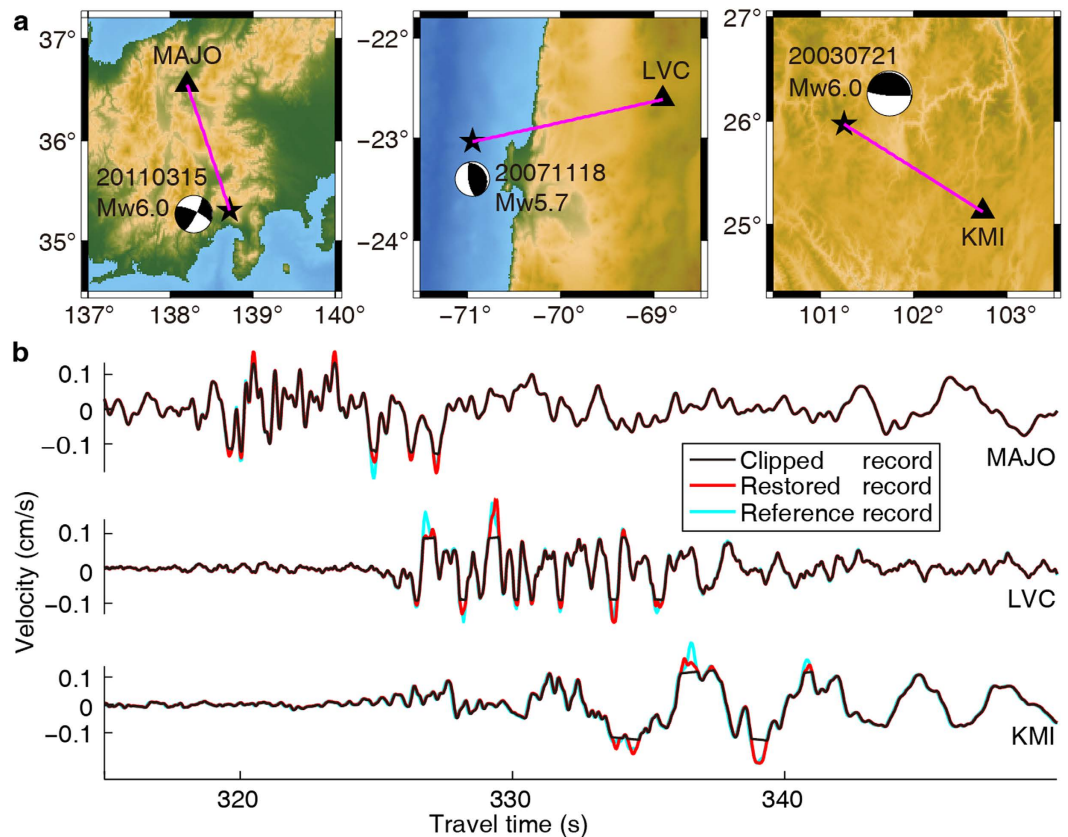 a
37°
36°
35°
137°
138°
139°
140°
MAJO
20110315
Mw6.0
−22°
−23°
−24°
−71°
−70°
−69°
LVC
20071118
Mw5.7
27°
26°
25°
101°
102°
103°
20030721
Mw6.0
KMI
b
Velocity (cm/s)
0.1
0
−0.1
MAJO
Clipped record
Restored record
Reference record
0.1
0
−0.1
LVC
0.1
0
−0.1
KMI
320
330
340
Travel time (s)